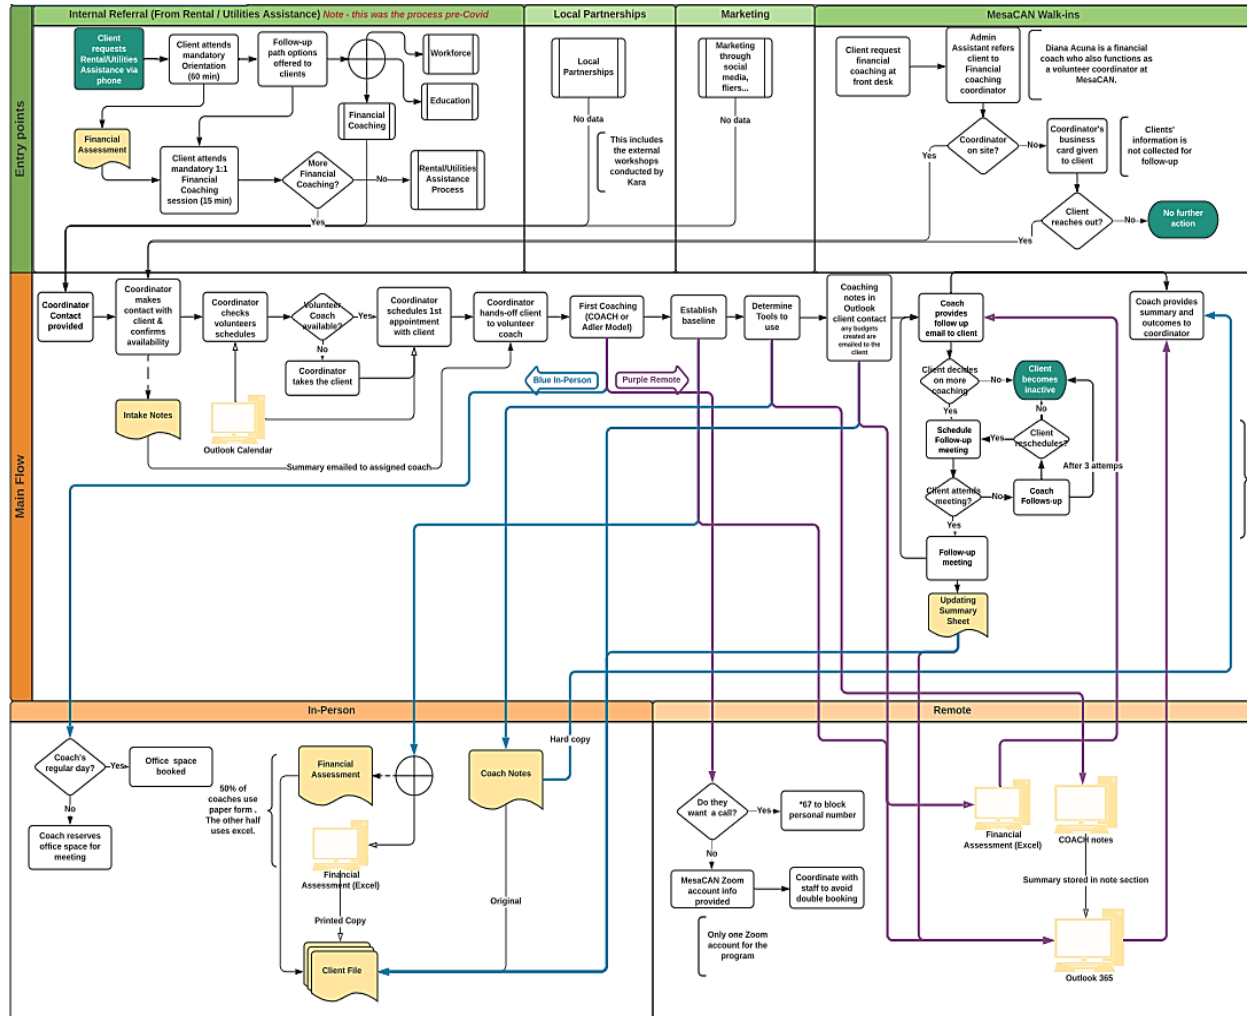 Internal Referral (From Rental / Utilities Assistance) Note - this was the process pre-Covid
Local Partnerships
Marketing
MesaCAN Walk-ins
Entry points
Client
requests
Rental/Utilities
Assistance via
phone
Client attends
mandatory
Orientation
(60 min)
Follow-up
path options
offered to
clients
Workforce
Education
Financial
Coaching
Financial
Assessment
Client attends
mandatory 1:1
Financial
Coaching
session (15 min)
More
Financial
Coaching?
No
Yes
Rental/Utilities
Assistance
Process
Local
Partnerships
No data
This includes
the external
workshops
conducted by
Kara
Marketing
through
social
media,
fliers...
No data
Client request
financial
coaching at
front desk
Admin
Assistant refers
client to
Financial
coaching
coordinator
Diana Acuna is a financial
coach who also functions as
a volunteer coordinator at
MesaCAN.
Coordinator
on site?
Yes
No
Coordinator's
business
card given
to client
Clients'
information is
not collected for
follow-up
Client
reaches out?
Yes
No
No further
action
Main Flow
Coordinator
Contact
provided
Coordinator
makes
contact with
client &
confirms
availability
Coordinator
checks
volunteers
schedules
Volunteer
Coach
available?
Yes
No
Coordinator
takes the client
Coordinator
schedules 1st
appointment
with client
Coordinator
hands-off client
to volunteer
coach
First Coaching
(COACH or
Adler Model)
Establish
baseline
Determine
Tools to
use
Coaching
notes in
Outlook
client contact
any budgets
created are
emailed to the
client
Coach
provides
follow up
email to client
Coach provides
summary and
outcomes to
coordinator
Intake Notes
Outlook Calendar
Summary emailed to assigned coach
Blue In-Person
Purple Remote
Client decides
on more
coaching
No
Yes
Client
becomes
inactive
No
Schedule
Follow-up
meeting
Yes
Client
reschedules?
After 3 attemps
Client attends
meeting?
No
Yes
Coach
Follows-up
Follow-up
meeting
Updating
Summary
Sheet
In-Person
Remote
Coach's
regular day?
Yes
No
Office space
booked
Coach reserves
office space for
meeting
50% of
coaches use
paper form .
The other half
uses excel.
Financial
Assessment
Financial
Assessment (Excel)
Printed Copy
Client File
Coach Notes
Hard copy
Original
Do they
want a call?
Yes
No
*67 to block
personal number
MesaCAN Zoom
account info
provided
Coordinate with
staff to avoid
double booking
Only one Zoom
account for the
program
Financial
Assessment (Excel)
COACH notes
Summary stored in note section
Outlook 365